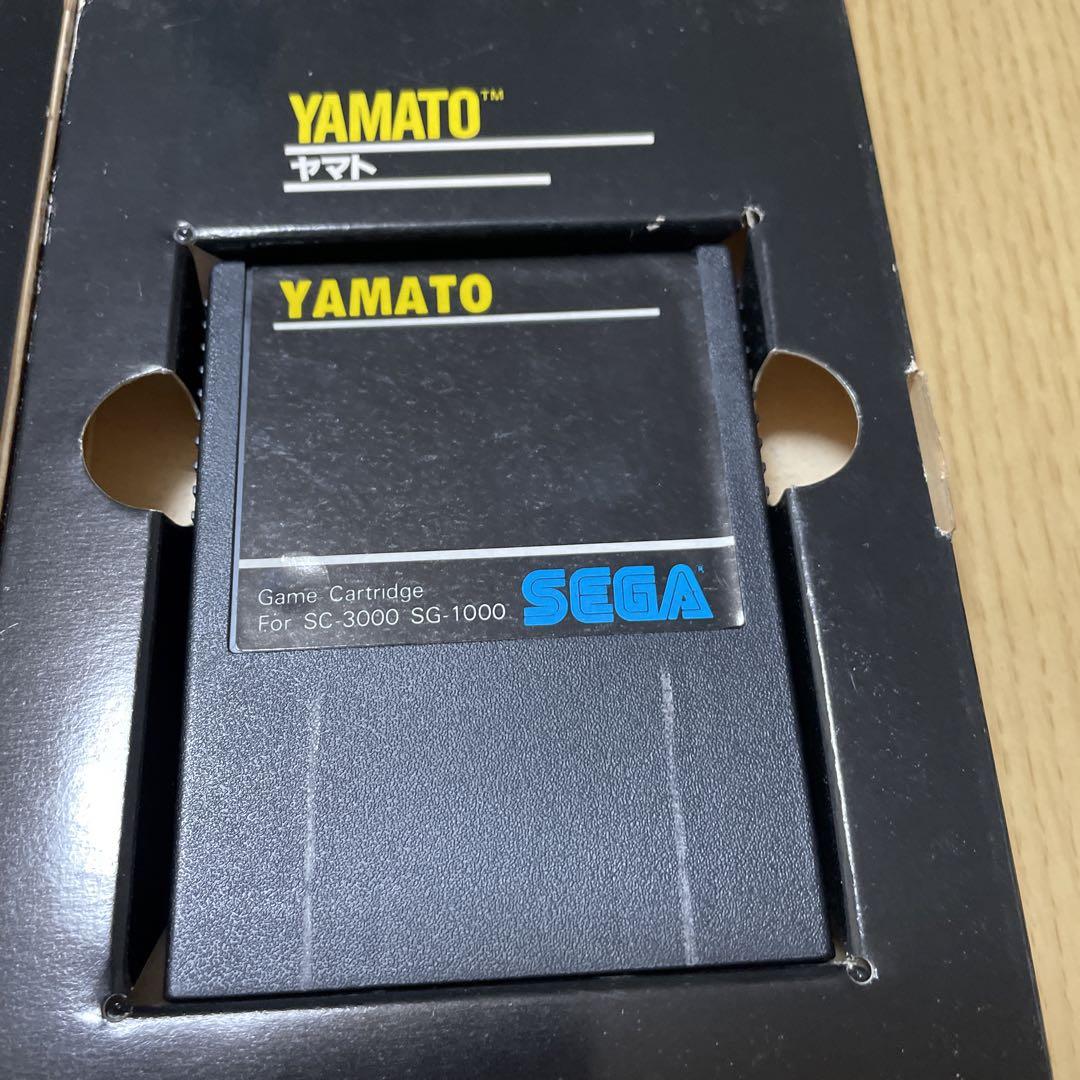 YAMATO™
ヤマト
YAMATO
Game Cartridge
For SC-3000 SG-1000
SEGA®